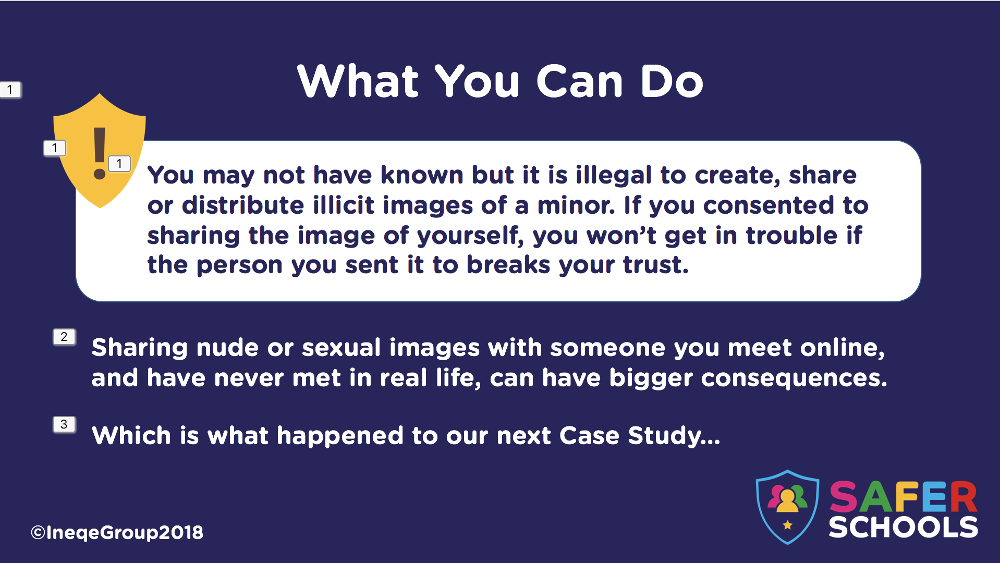 What You Can Do
1
1
!
1
You may not have known but it is illegal to create, share
or distribute illicit images of a minor. If you consented to
sharing the image of yourself, you won’t get in trouble if
the person you sent it to breaks your trust.
2
Sharing nude or sexual images with someone you meet online,
and have never met in real life, can have bigger consequences.
3
Which is what happened to our next Case Study...
SAFER
SCHOOLS
©IneqeGroup2018